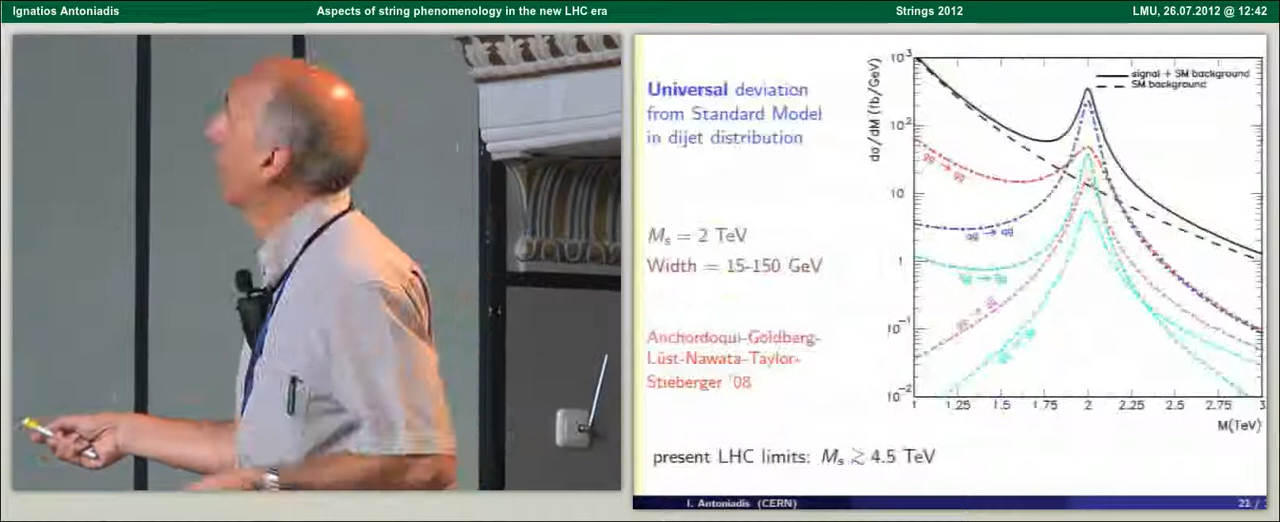 Ignatios Antoniadis
Aspects of string phenomenology in the new LHC era
Strings 2012
LMU, 26.07.2012 @ 12:42
Universal deviation
from Standard Model
in dijet distribution
Mₛ = 2 TeV
Width = 15-150 GeV
Anchordoqui-Goldberg-
Lüst-Nawata-Taylor-
Stieberger '08
dσ/dM (fb/GeV)
signal + SM background
SM background
10³
10²
10
1
10⁻¹
10⁻²
1 1.25 1.5 1.75 2 2.25 2.5 2.75 3
M(TeV)
present LHC limits: Mₛ ≳ 4.5 TeV
I. Antoniadis (CERN)
21 /